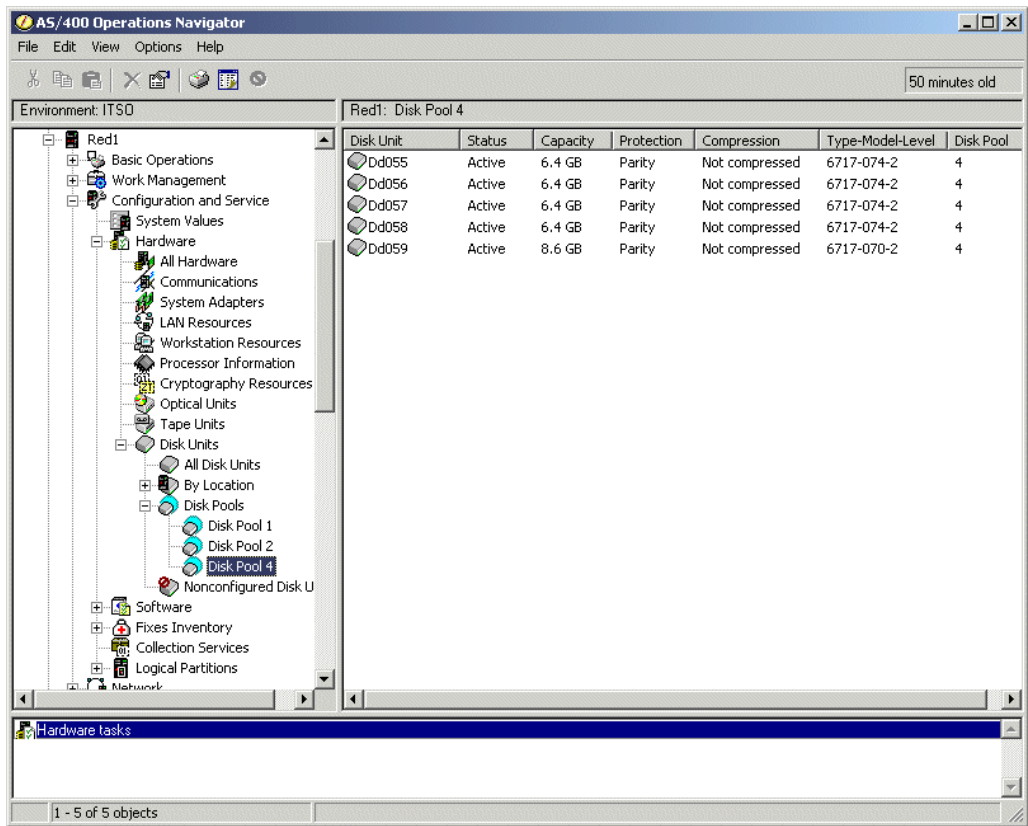 AS/400 Operations Navigator
File Edit View Options Help
50 minutes old
Environment: ITSO
Red1: Disk Pool 4
Red1
Basic Operations
Work Management
Configuration and Service
System Values
Hardware
All Hardware
Communications
System Adapters
LAN Resources
Workstation Resources
Processor Information
Cryptography Resources
Optical Units
Tape Units
Disk Units
All Disk Units
By Location
Disk Pools
Disk Pool 1
Disk Pool 2
Disk Pool 4
Nonconfigured Disk U
Software
Fixes Inventory
Collection Services
Logical Partitions
Network
Disk Unit Status Capacity Protection Compression Type-Model-Level Disk Pool
Dd055 Active 6.4 GB Parity Not compressed 6717-074-2 4
Dd056 Active 6.4 GB Parity Not compressed 6717-074-2 4
Dd057 Active 6.4 GB Parity Not compressed 6717-074-2 4
Dd058 Active 6.4 GB Parity Not compressed 6717-074-2 4
Dd059 Active 8.6 GB Parity Not compressed 6717-070-2 4
Hardware tasks
1 - 5 of 5 objects